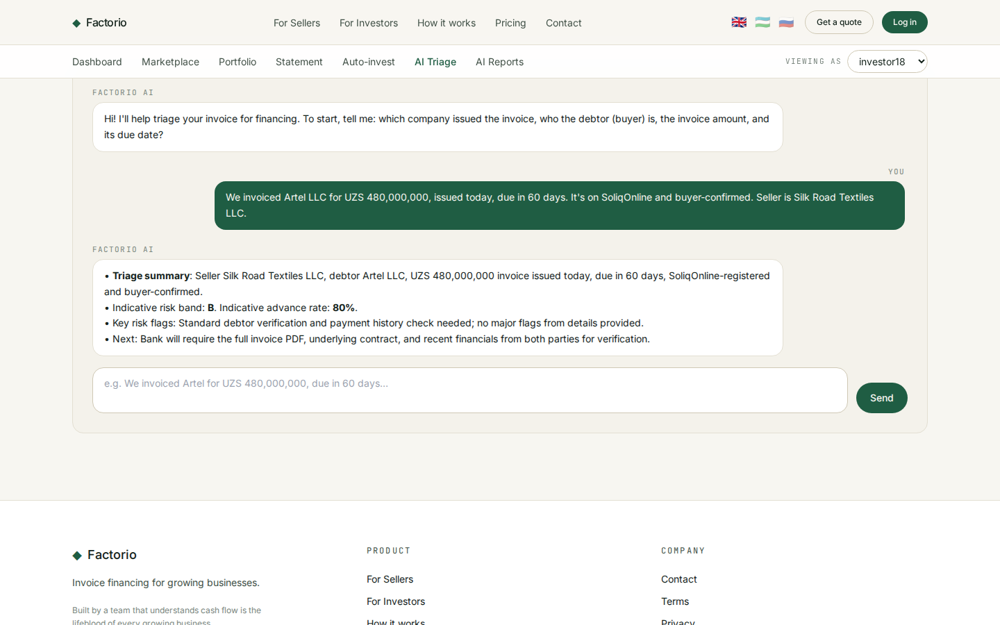 Factorio
For Sellers
For Investors
How it works
Pricing
Contact
Get a quote
Log in
Dashboard
Marketplace
Portfolio
Statement
Auto-invest
AI Triage
AI Reports
VIEWING AS
investor18
FACTORIO AI
Hi! I'll help triage your invoice for financing. To start, tell me: which company issued the invoice, who the debtor (buyer) is, the invoice amount, and
its due date?
YOU
We invoiced Artel LLC for UZS 480,000,000, issued today, due in 60 days. It's on SoliqOnline and buyer-confirmed. Seller is Silk Road Textiles
LLC.
FACTORIO AI
• Triage summary: Seller Silk Road Textiles LLC, debtor Artel LLC, UZS 480,000,000 invoice issued today, due in 60 days, SoliqOnline-registered
and buyer-confirmed.
• Indicative risk band: B. Indicative advance rate: 80%.
• Key risk flags: Standard debtor verification and payment history check needed; no major flags from details provided.
• Next: Bank will require the full invoice PDF, underlying contract, and recent financials from both parties for verification.
e.g. We invoiced Artel for UZS 480,000,000, due in 60 days...
Send
Factorio
Invoice financing for growing businesses.
Built by a team that understands cash flow is the
lifeblood of every growing business.
PRODUCT
For Sellers
For Investors
How it works
COMPANY
Contact
Terms
Privacy